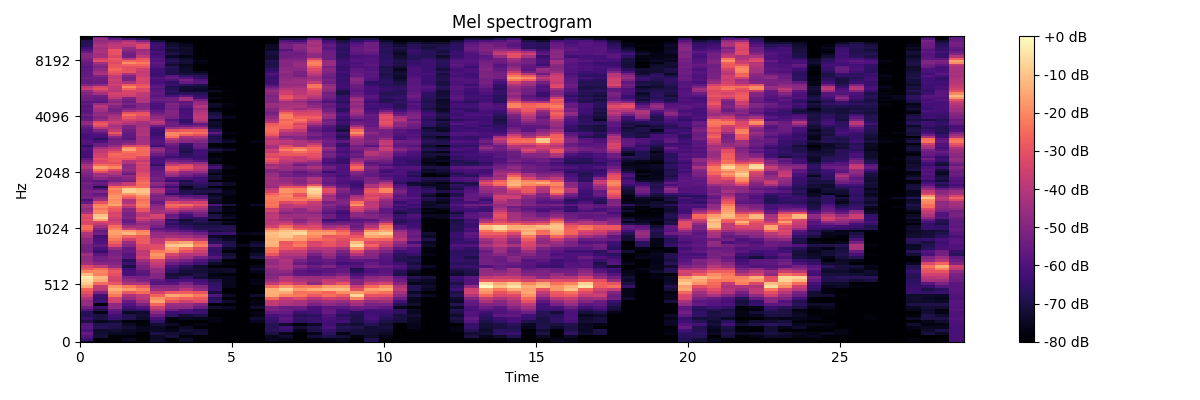 Mel spectrogram
Hz
8192
4096
2048
1024
512
0
0 5 10 15 20 25
Time
+0 dB
-10 dB
-20 dB
-30 dB
-40 dB
-50 dB
-60 dB
-70 dB
-80 dB